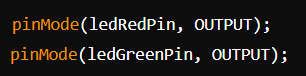 pinMode(ledRedPin, OUTPUT);
pinMode(ledGreenPin, OUTPUT);